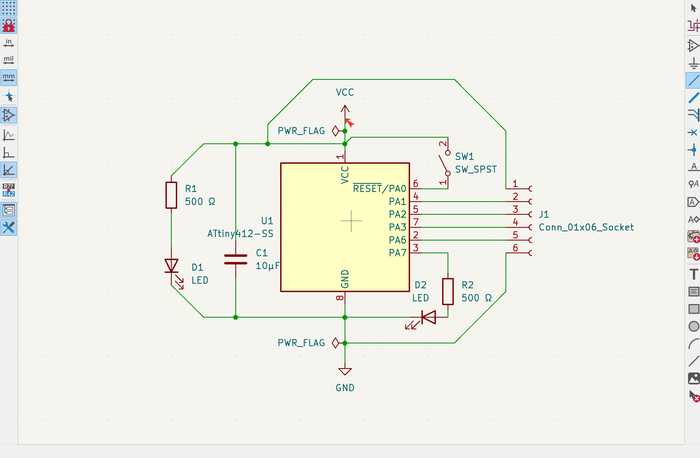 in
mil
mm
VCC
PWR_FLAG
1
VCC
2
SW1
SW_SPST
1
R1
500 Ω
RESET/PA0
6
1
PA1
4
2
PA2
5
3
J1
U1
PA3
7
4
Conn_01x06_Socket
ATtiny412-SS
PA6
2
5
C1
PA7
3
6
10µF
D1
LED
GND
8
D2
LED
R2
500 Ω
PWR_FLAG
GND
A
A
A
A
T